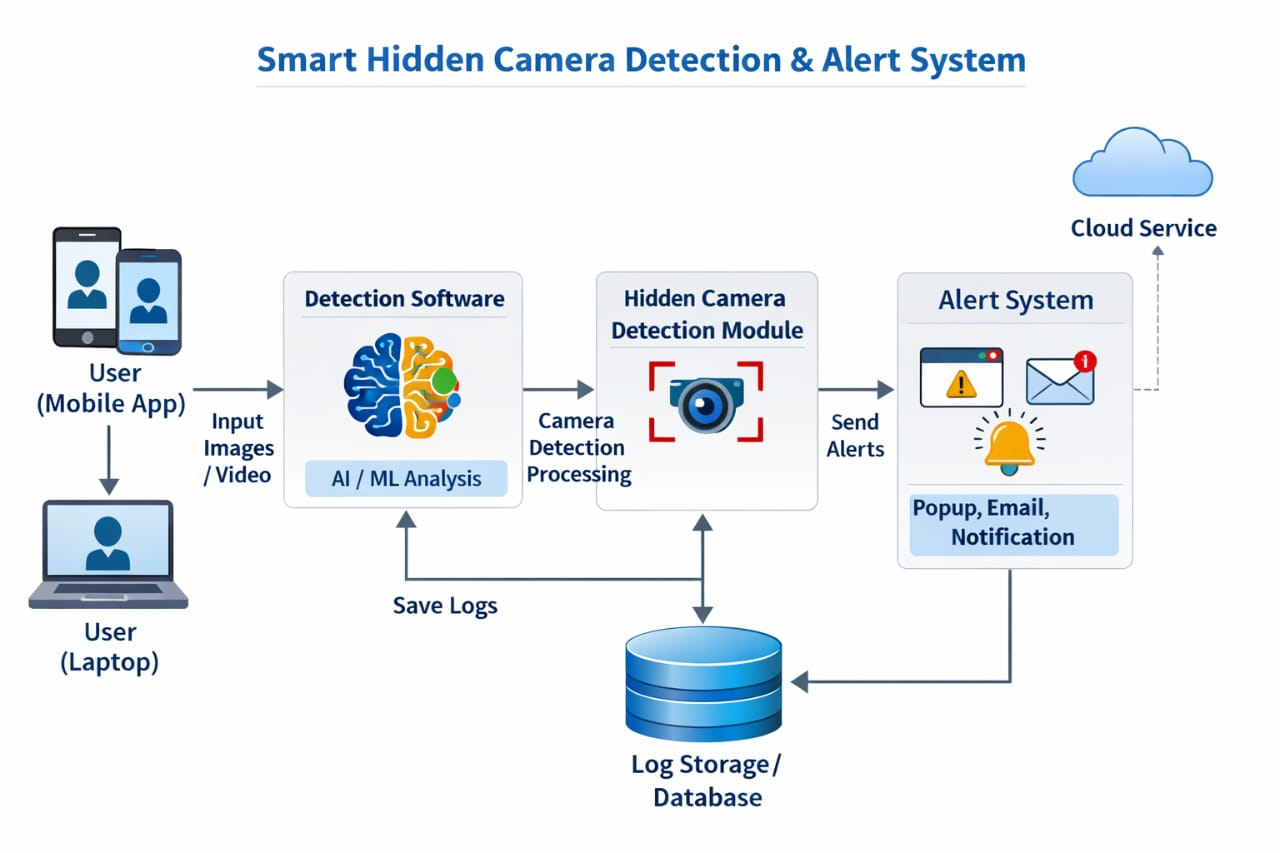 Smart Hidden Camera Detection & Alert System
Cloud Service
User
(Mobile App)
Input
Images
/ Video
User
(Laptop)
Detection Software
AI / ML Analysis
Camera
Detection
Processing
Hidden Camera
Detection Module
Send
Alerts
Alert System
Popup, Email,
Notification
Save Logs
Log Storage/
Database